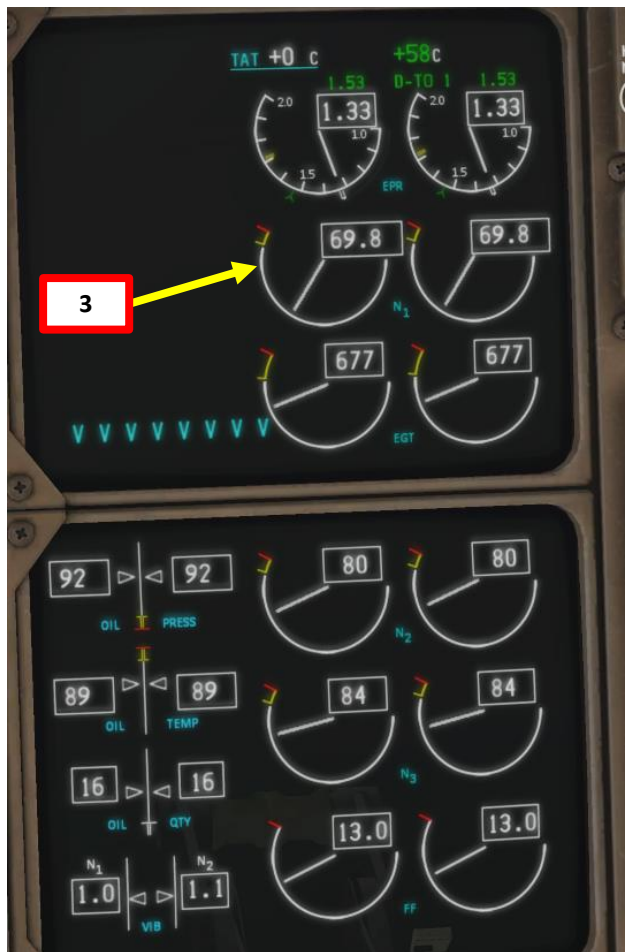 TAT +0 C +58C
1.53 D-TO 1 1.53
2.0 1.33 2.0 1.33
1.0 1.0
1.5 1.5
EPR
69.8 69.8
3
N1
677 677
V V V V V V V V
EGT
92 92 80 80
OIL PRESS
N2
89 89 84 84
OIL TEMP
N3
16 16
OIL QTY
13.0 13.0
N1 N2
1.0 1.1
VIB
FF